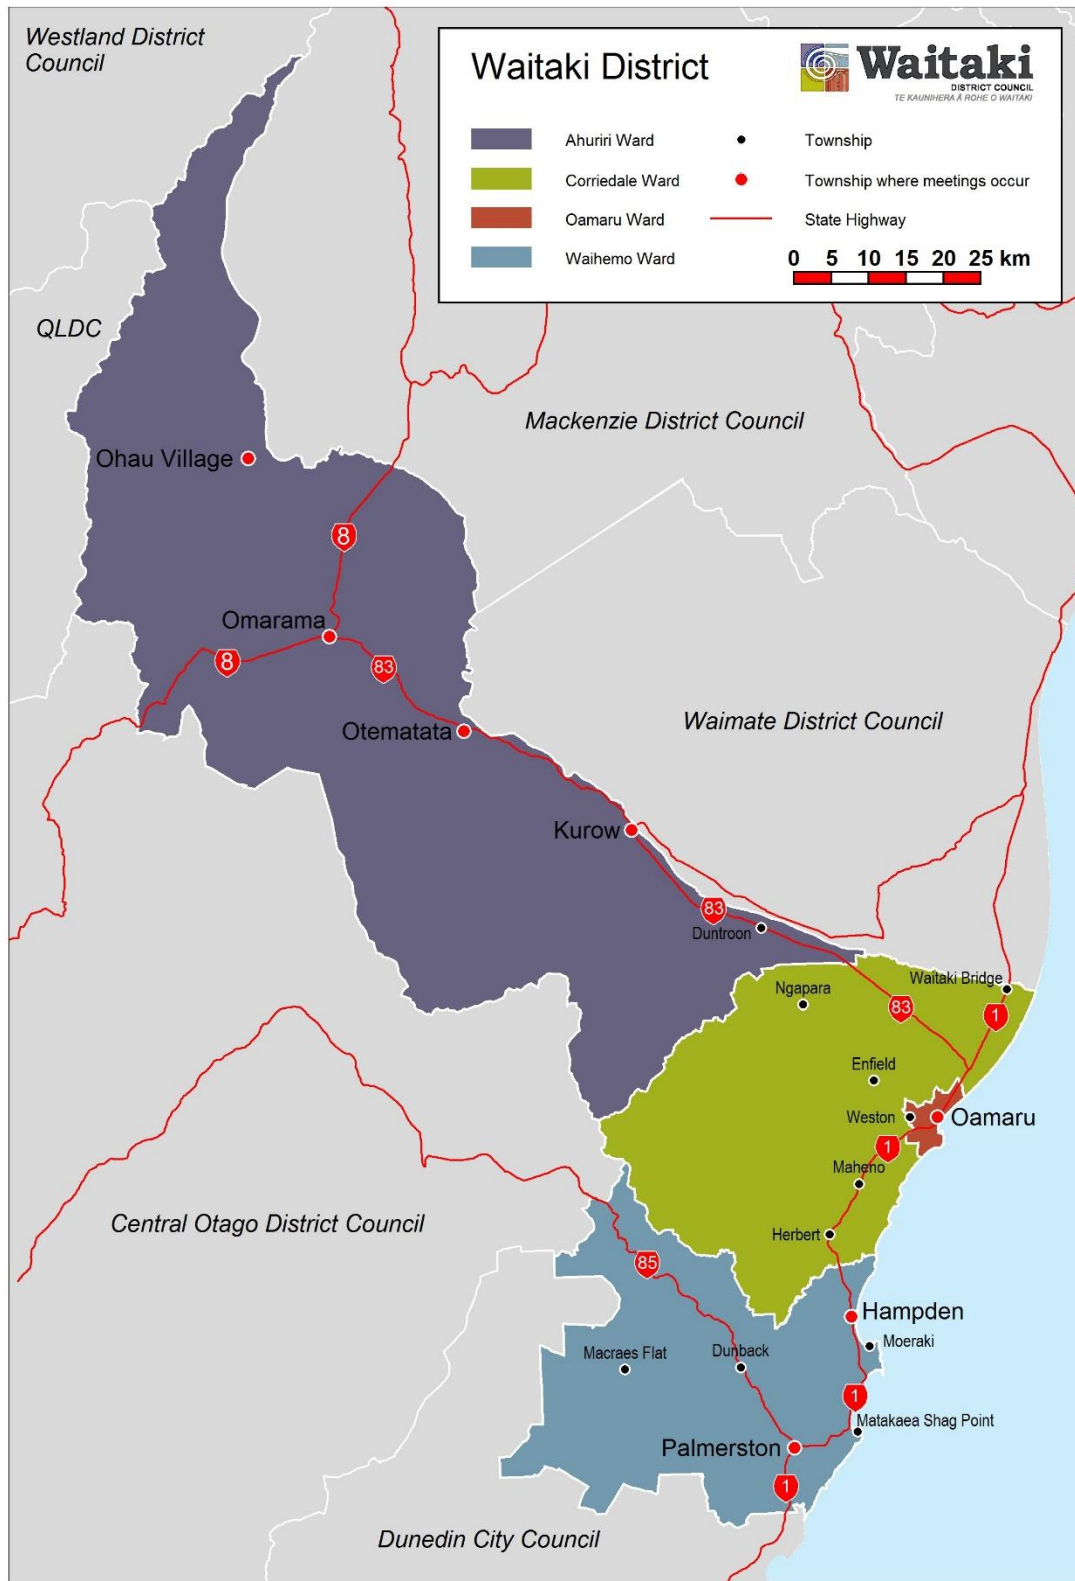 Westland District
Council
Waitaki District
Waitaki
DISTRICT COUNCIL
TE KAUNIHERA Ā ROHE O WAITAKI
Ahuriri Ward
Township
Corriedale Ward
Township where meetings occur
Oamaru Ward
State Highway
Waihemo Ward
0 5 10 15 20 25 km
QLDC
Mackenzie District Council
Ohau Village
8
Omarama
8
83
Otematata
Waimate District Council
Kurow
83
Duntroon
Waitaki Bridge
Ngapara
83
1
Enfield
Weston
Oamaru
1
Maheno
Central Otago District Council
Herbert
85
Hampden
Moeraki
Macraes Flat
Dunback
1
Matakaea Shag Point
Palmerston
1
Dunedin City Council